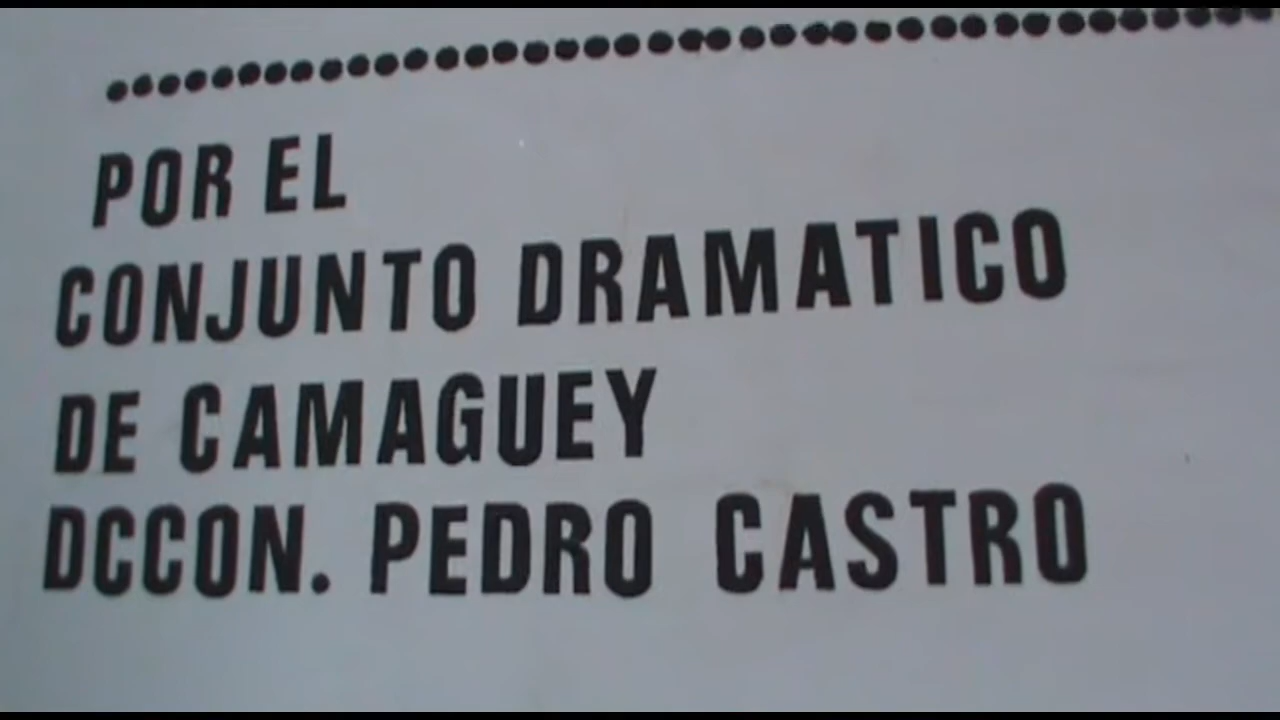 POR EL
CONJUNTO DRAMATICO
DE CAMAGUEY
DCCON. PEDRO CASTRO